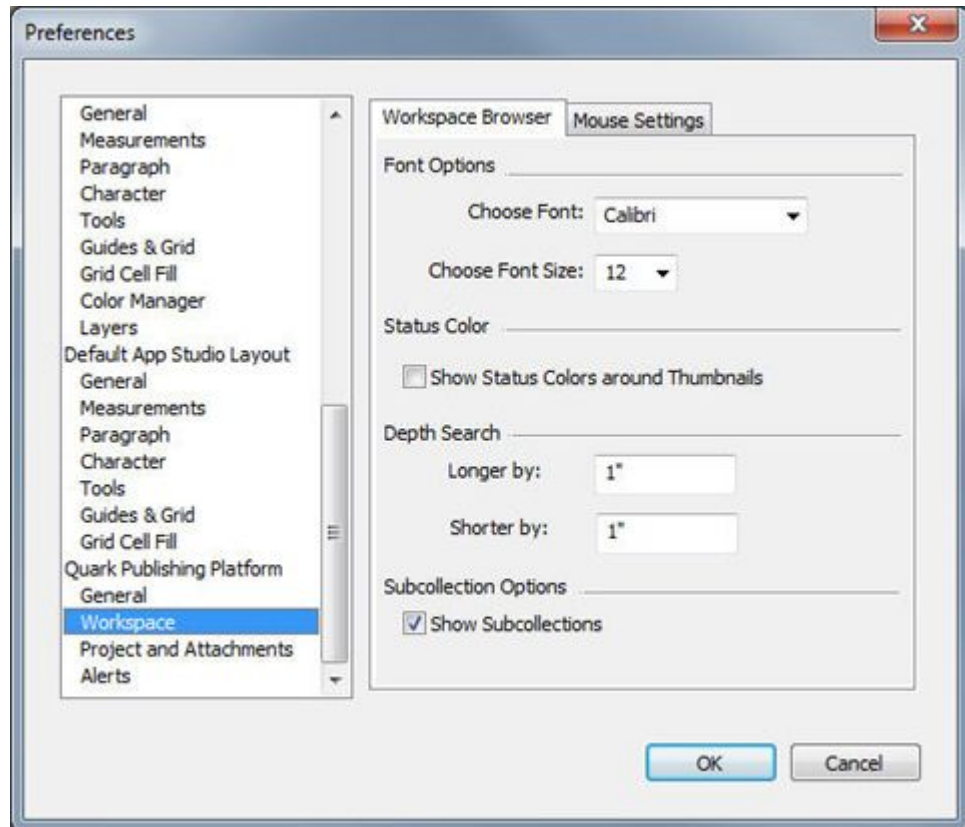 Preferences
General
Measurements
Paragraph
Character
Tools
Guides & Grid
Grid Cell Fill
Color Manager
Layers
Default App Studio Layout
General
Measurements
Paragraph
Character
Tools
Guides & Grid
Grid Cell Fill
Quark Publishing Platform
General
Workspace
Project and Attachments
Alerts
Workspace Browser
Mouse Settings
Font Options
Choose Font: Calibri
Choose Font Size: 12
Status Color
Show Status Colors around Thumbnails
Depth Search
Longer by: 1"
Shorter by: 1"
Subcollection Options
Show Subcollections
OK
Cancel